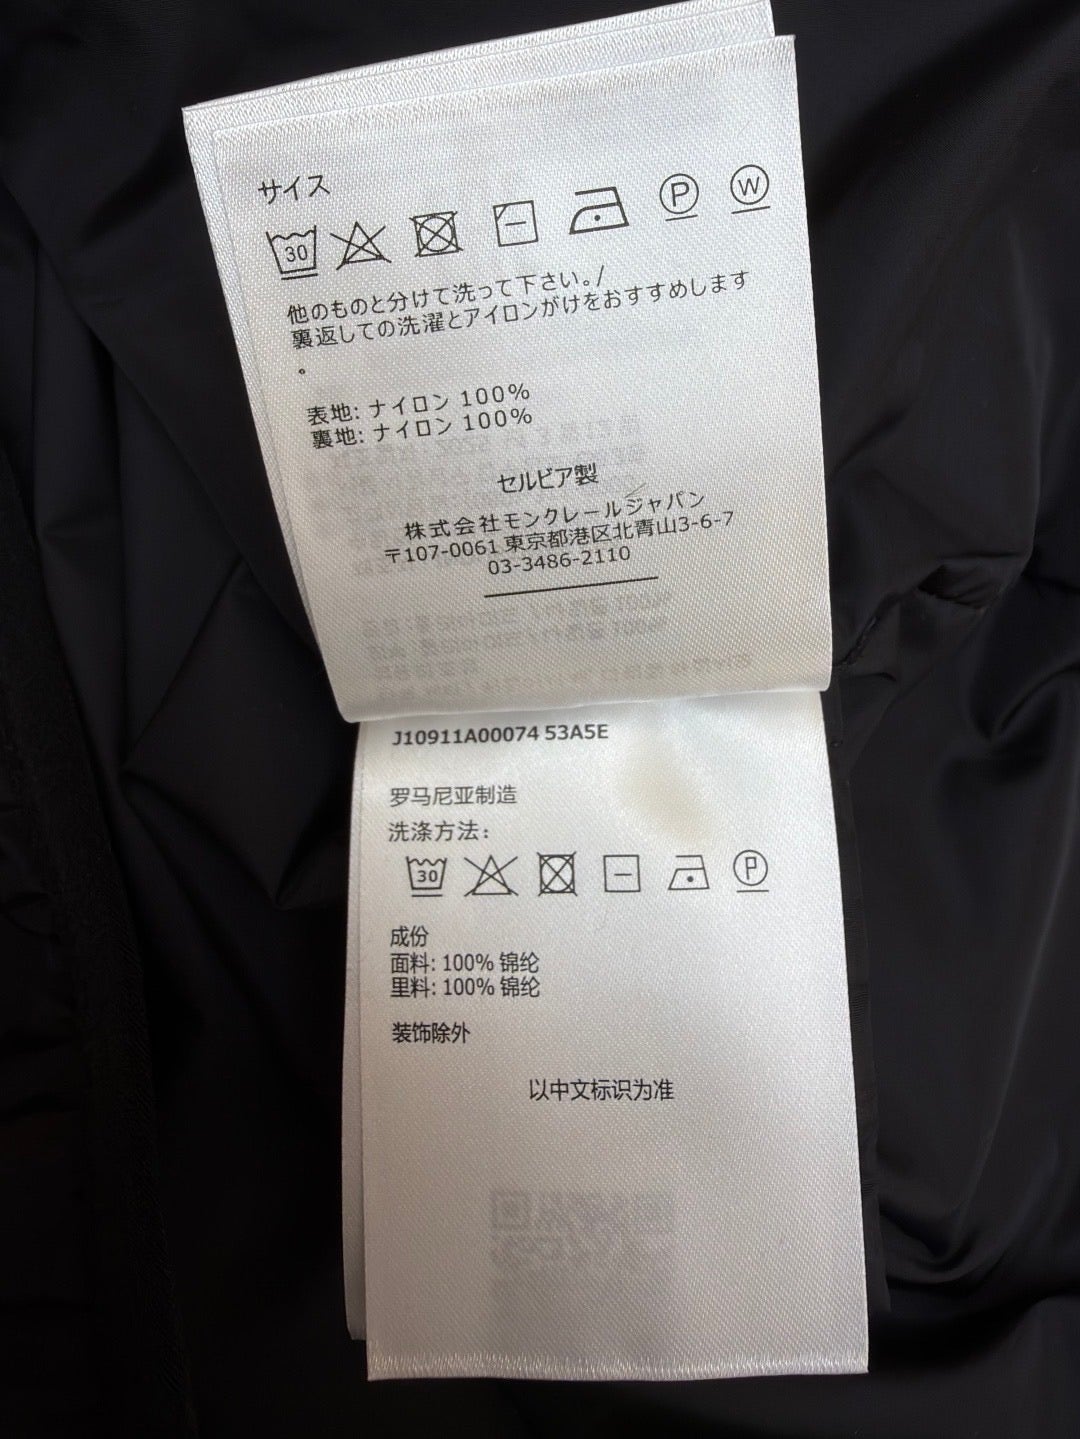 サイズ
30
P
W
他のものと分けて洗って下さい。/
裏返しての洗濯とアイロンがけをおすすめします
。
表地: ナイロン 100%
裏地: ナイロン 100%
セルビア製
株式会社モンクレールジャパン
〒107-0061 東京都港区北青山3-6-7
03-3486-2110
J10911A00074 53A5E
罗马尼亚制造
洗涤方法:
30
P
成份
面料: 100% 锦纶
里料: 100% 锦纶
装饰除外
以中文标识为准